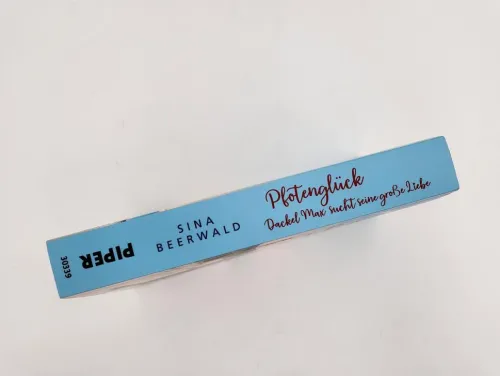 Pfotenglück
Dackel Max sucht seine große Liebe
SINA
BEERWALD
PIPER
30339